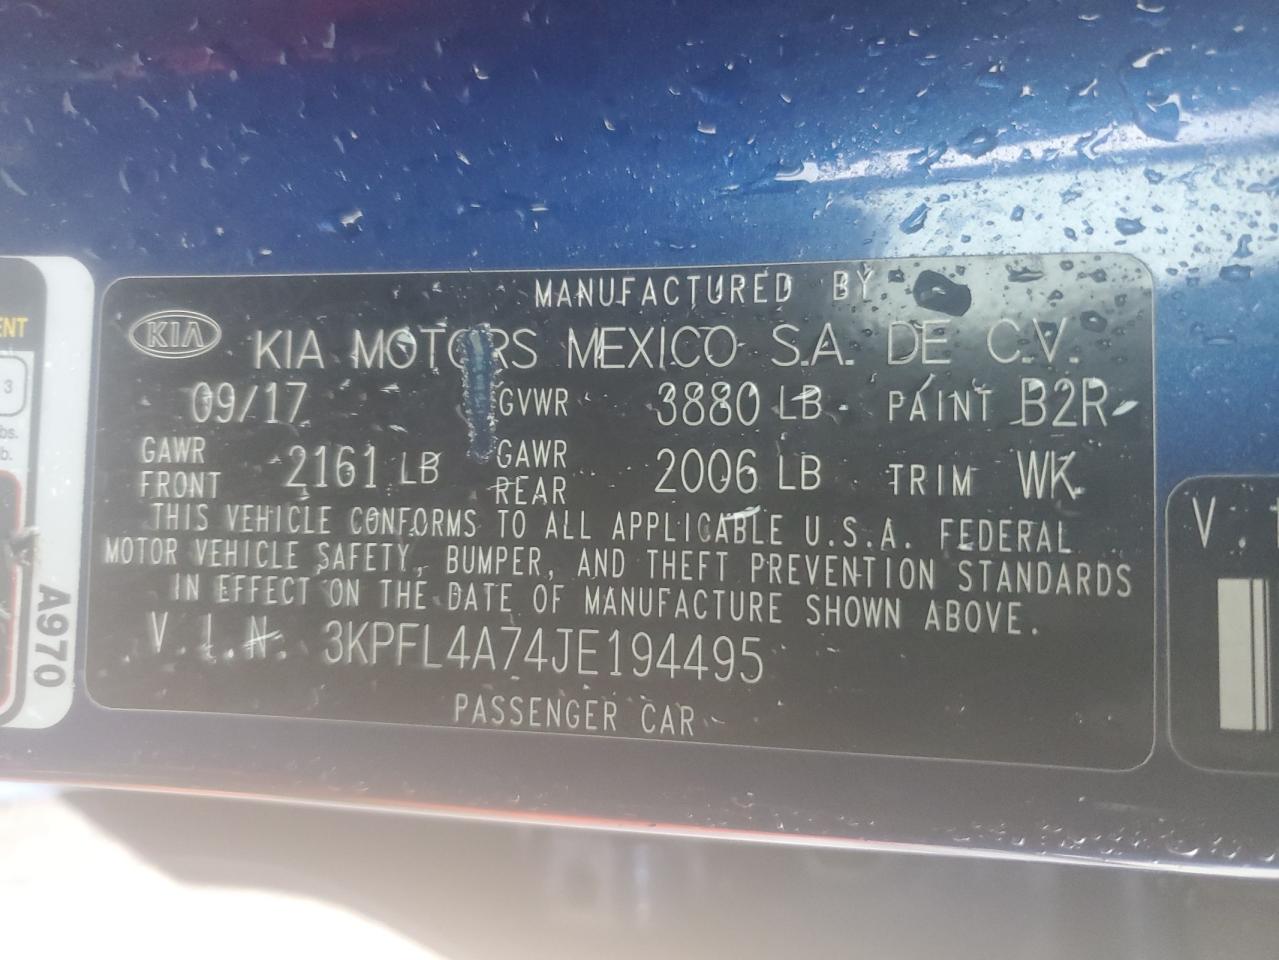 MANUFACTURED BY
KIA KIA MOTORS MEXICO S.A. DE C.V.
09/17 GVWR 3880 LB PAINT B2R
GAWR FRONT 2161 LB GAWR REAR 2006 LB TRIM WK
THIS VEHICLE CONFORMS TO ALL APPLICABLE U.S.A. FEDERAL
MOTOR VEHICLE SAFETY, BUMPER, AND THEFT PREVENTION STANDARDS
IN EFFECT ON THE DATE OF MANUFACTURE SHOWN ABOVE.
V.I.N. 3KPFL4A74JE194495
PASSENGER CAR
A970
3
V.